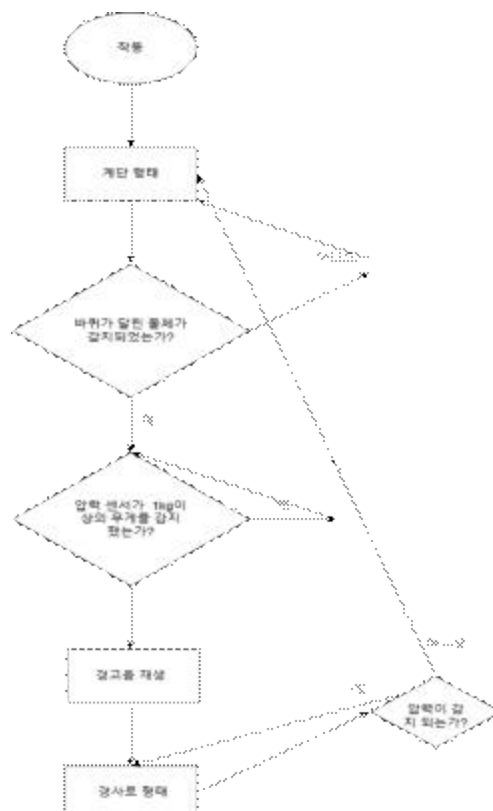 작동
계단 형태
바퀴가 달린 물체가
감지되었는가?
압력 센서가 1kg이
상의 무게를 감지
했는가?
경고음 재생
압력이 감
지 되는가?
경사로 형태